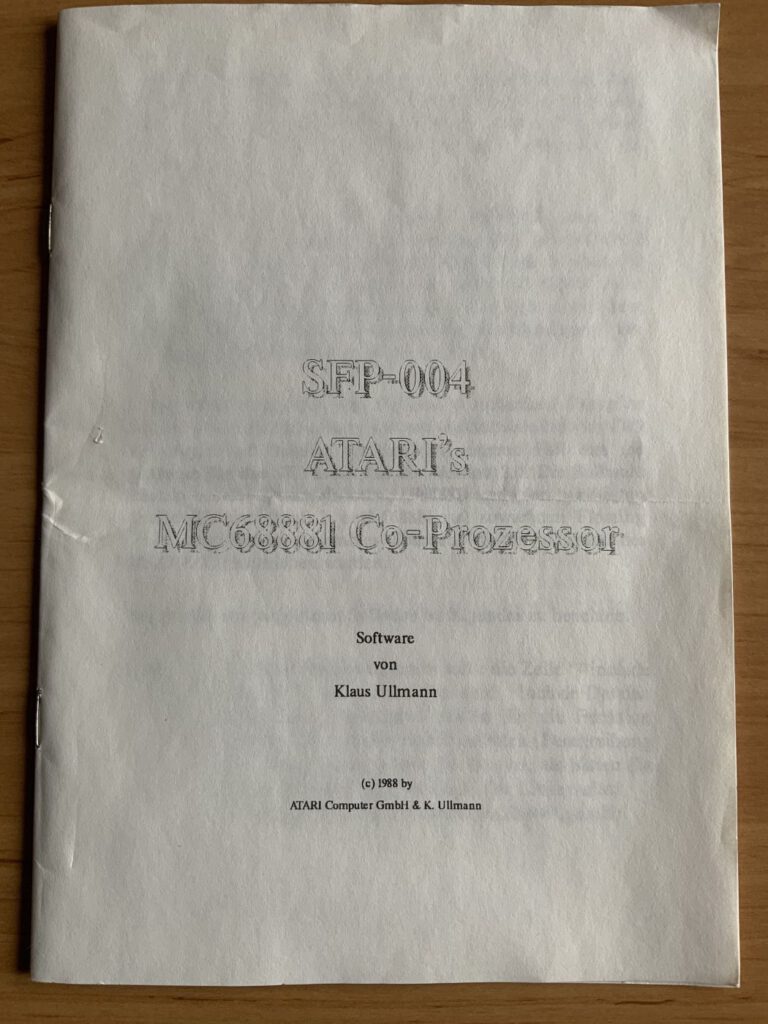 SFP-004
ATARI's
MC68881 Co-Prozessor
Software
von
Klaus Ullmann
(c) 1988 by
ATARI Computer GmbH & K. Ullmann